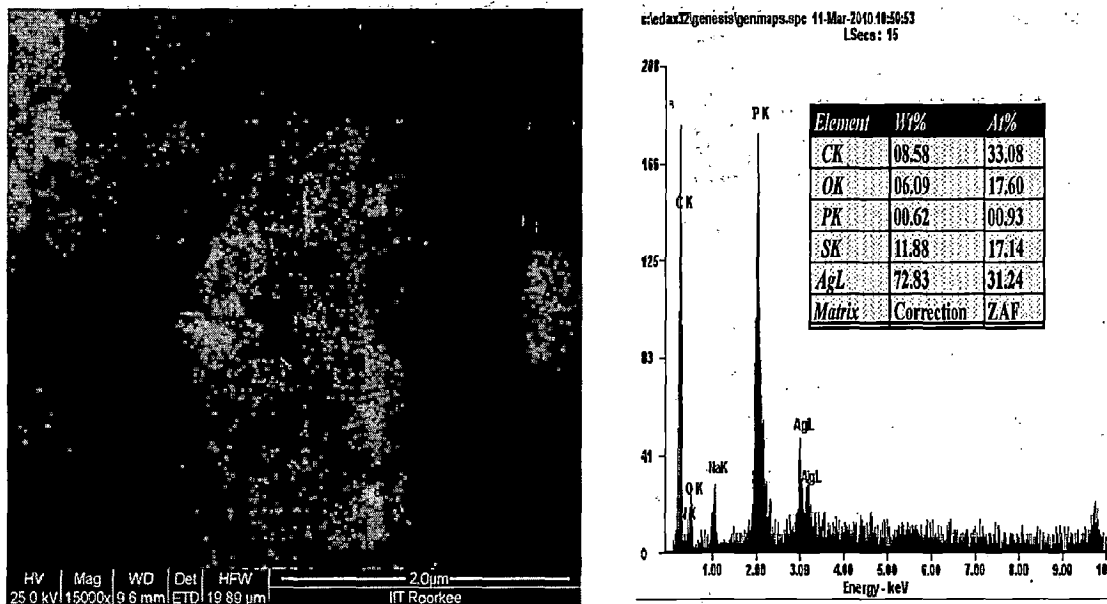 HV Mag WD Det HFW 2.0µm
25.0 kV 15000x 9.6 mm ETD 19.89 µm IIT Roorkee
c:\edax32\genesis\genmaps.spc 11-Mar-2010 10:50:53
LSecs : 15
208
166
125
83
41
0
C K
O K
NaK
P K
AgL
AgL
Element Wt% At%
CK 08.58 33.08
OK 06.09 17.60
PK 00.62 00.93
SK 11.88 17.14
AgL 72.83 31.24
Matrix Correction ZAF
1.00 2.00 3.00 4.00 5.00 6.00 7.00 8.00 9.00 10
Energy - keV